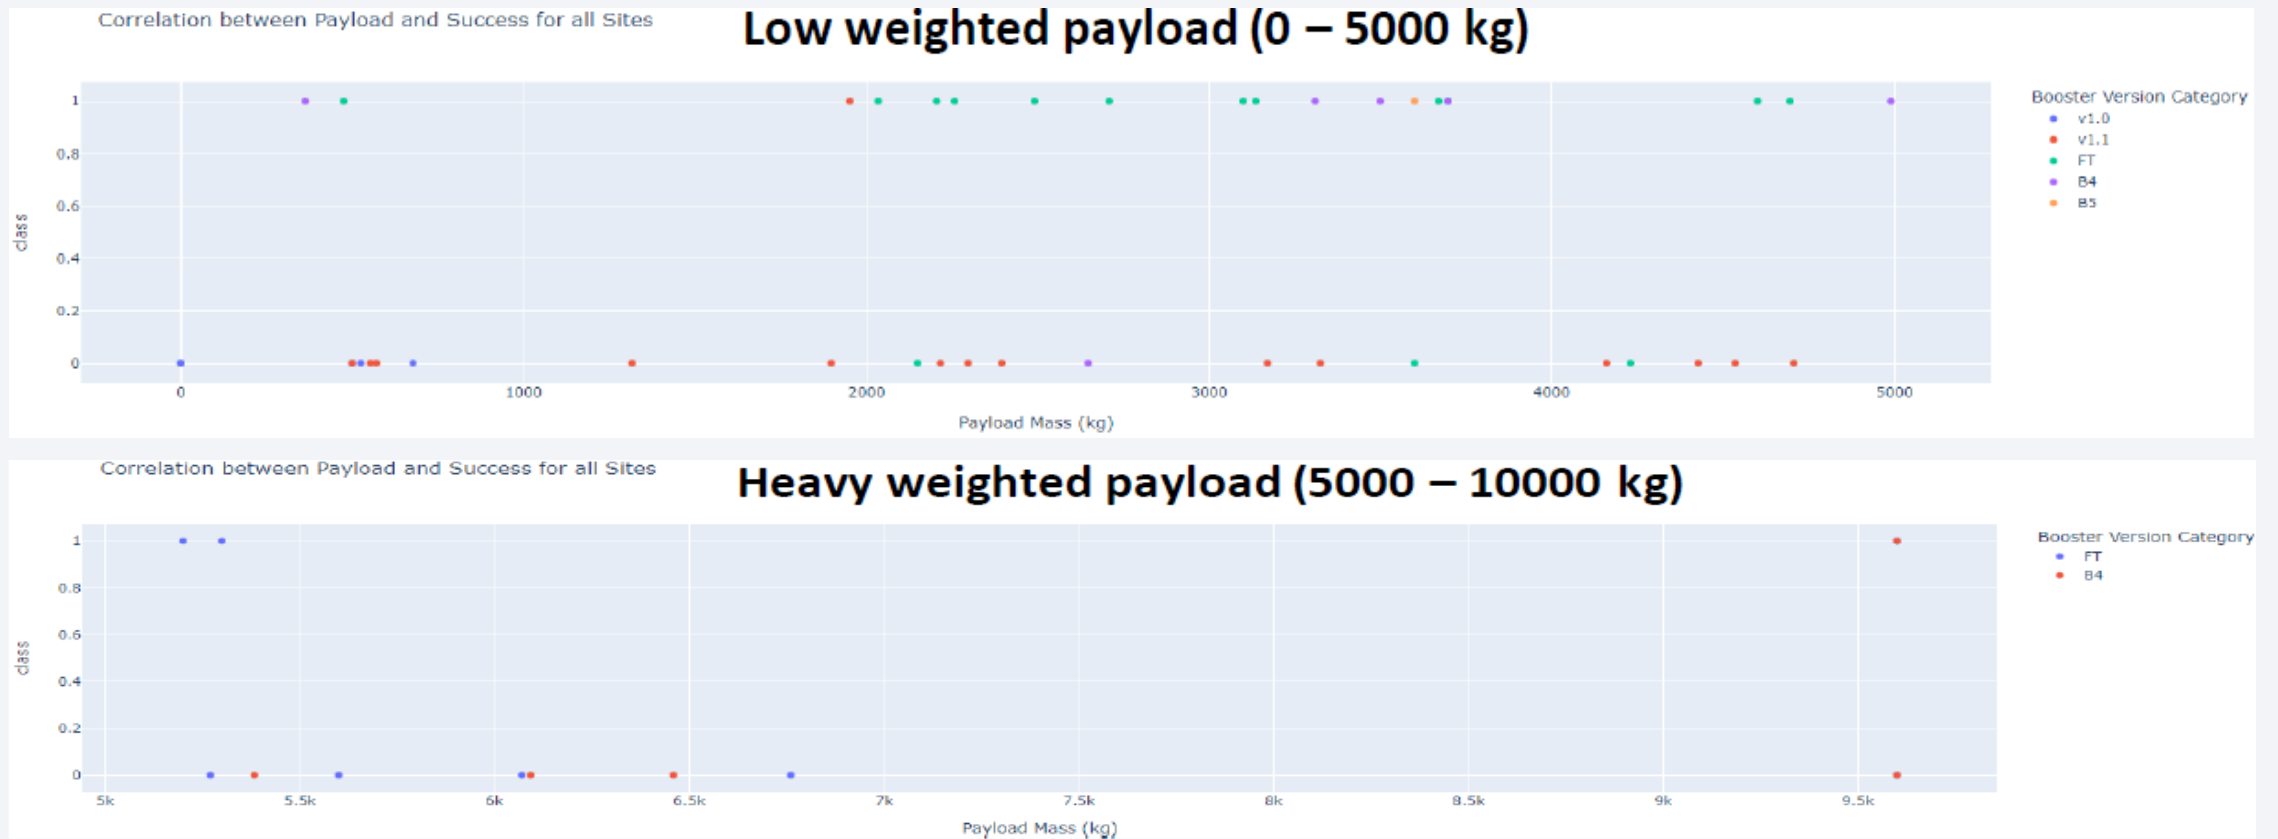 Correlation between Payload and Success for all Sites
Low weighted payload (0 – 5000 kg)
Booster Version Category
v1.0
v1.1
FT
B4
B5
class
1
0.8
0.6
0.4
0.2
0
0 1000 2000 3000 4000 5000
Payload Mass (kg)
Correlation between Payload and Success for all Sites
Heavy weighted payload (5000 – 10000 kg)
Booster Version Category
FT
B4
class
1
0.8
0.6
0.4
0.2
0
5k 5.5k 6k 6.5k 7k 7.5k 8k 8.5k 9k 9.5k
Payload Mass (kg)